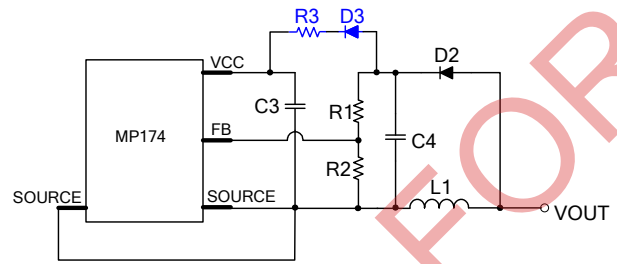 R3 D3
VCC
D2
C3
R1
MP174
FB
C4
R2
SOURCE
SOURCE
L1
VOUT
FOR